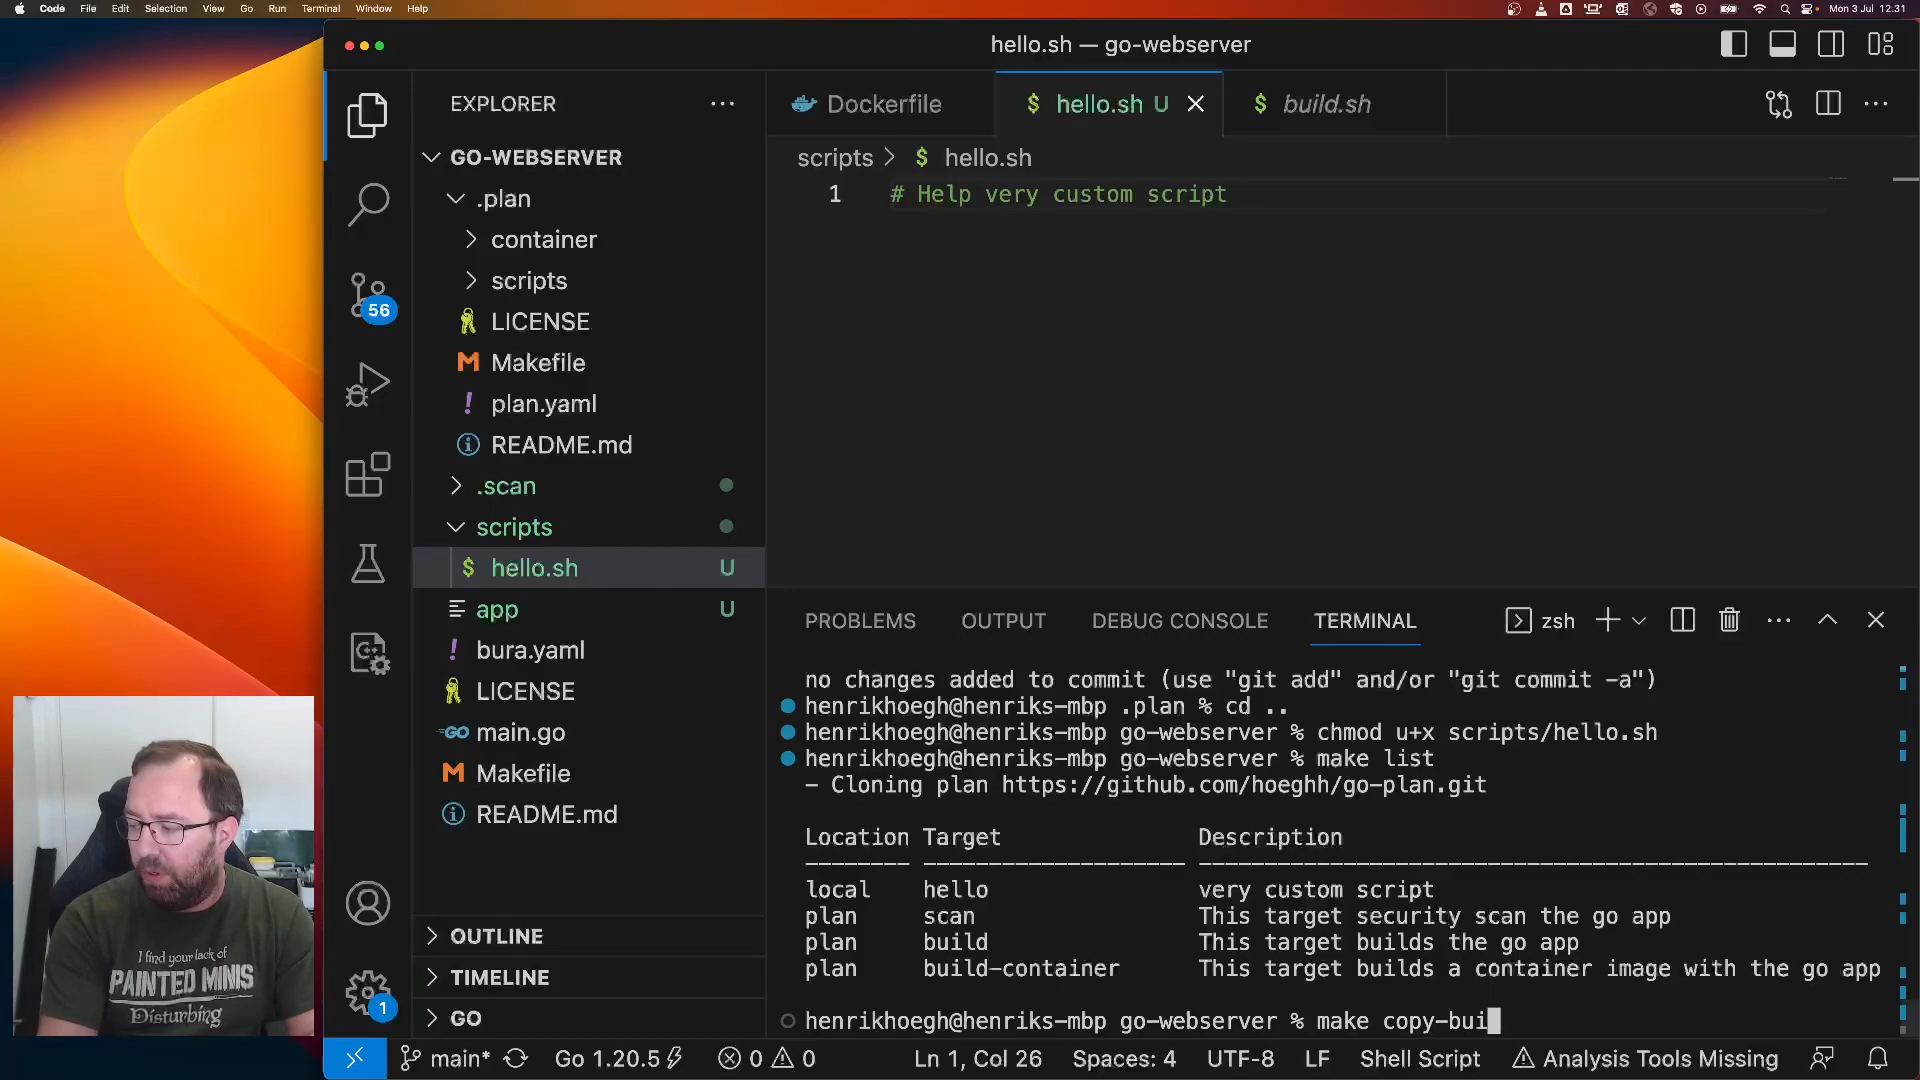 Code File Edit Selection View Go Run Terminal Window Help
Mon 3 Jul 12.31
hello.sh — go-webserver
EXPLORER
Dockerfile
$ hello.sh U
$ build.sh
GO-WEBSERVER
scripts > $ hello.sh
.plan
1 # Help very custom script
container
scripts
LICENSE
Makefile
! plan.yaml
README.md
.scan
scripts
$ hello.sh U
app U
! bura.yaml
LICENSE
GO main.go
Makefile
README.md
OUTLINE
TIMELINE
GO
56
1
PROBLEMS OUTPUT DEBUG CONSOLE TERMINAL zsh
no changes added to commit (use "git add" and/or "git commit -a")
henrikhoegh@henriks-mbp .plan % cd ..
henrikhoegh@henriks-mbp go-webserver % chmod u+x scripts/hello.sh
henrikhoegh@henriks-mbp go-webserver % make list
- Cloning plan https://github.com/hoeghh/go-plan.git
Location Target Description
-------- -------------------- ---------------------------------------------------
local hello very custom script
plan scan This target security scan the go app
plan build This target builds the go app
plan build-container This target builds a container image with the go app
henrikhoegh@henriks-mbp go-webserver % make copy-bui
main* Go 1.20.5 0 0 Ln 1, Col 26 Spaces: 4 UTF-8 LF Shell Script Analysis Tools Missing
I find your lack of
PAINTED MINIS
Disturbing